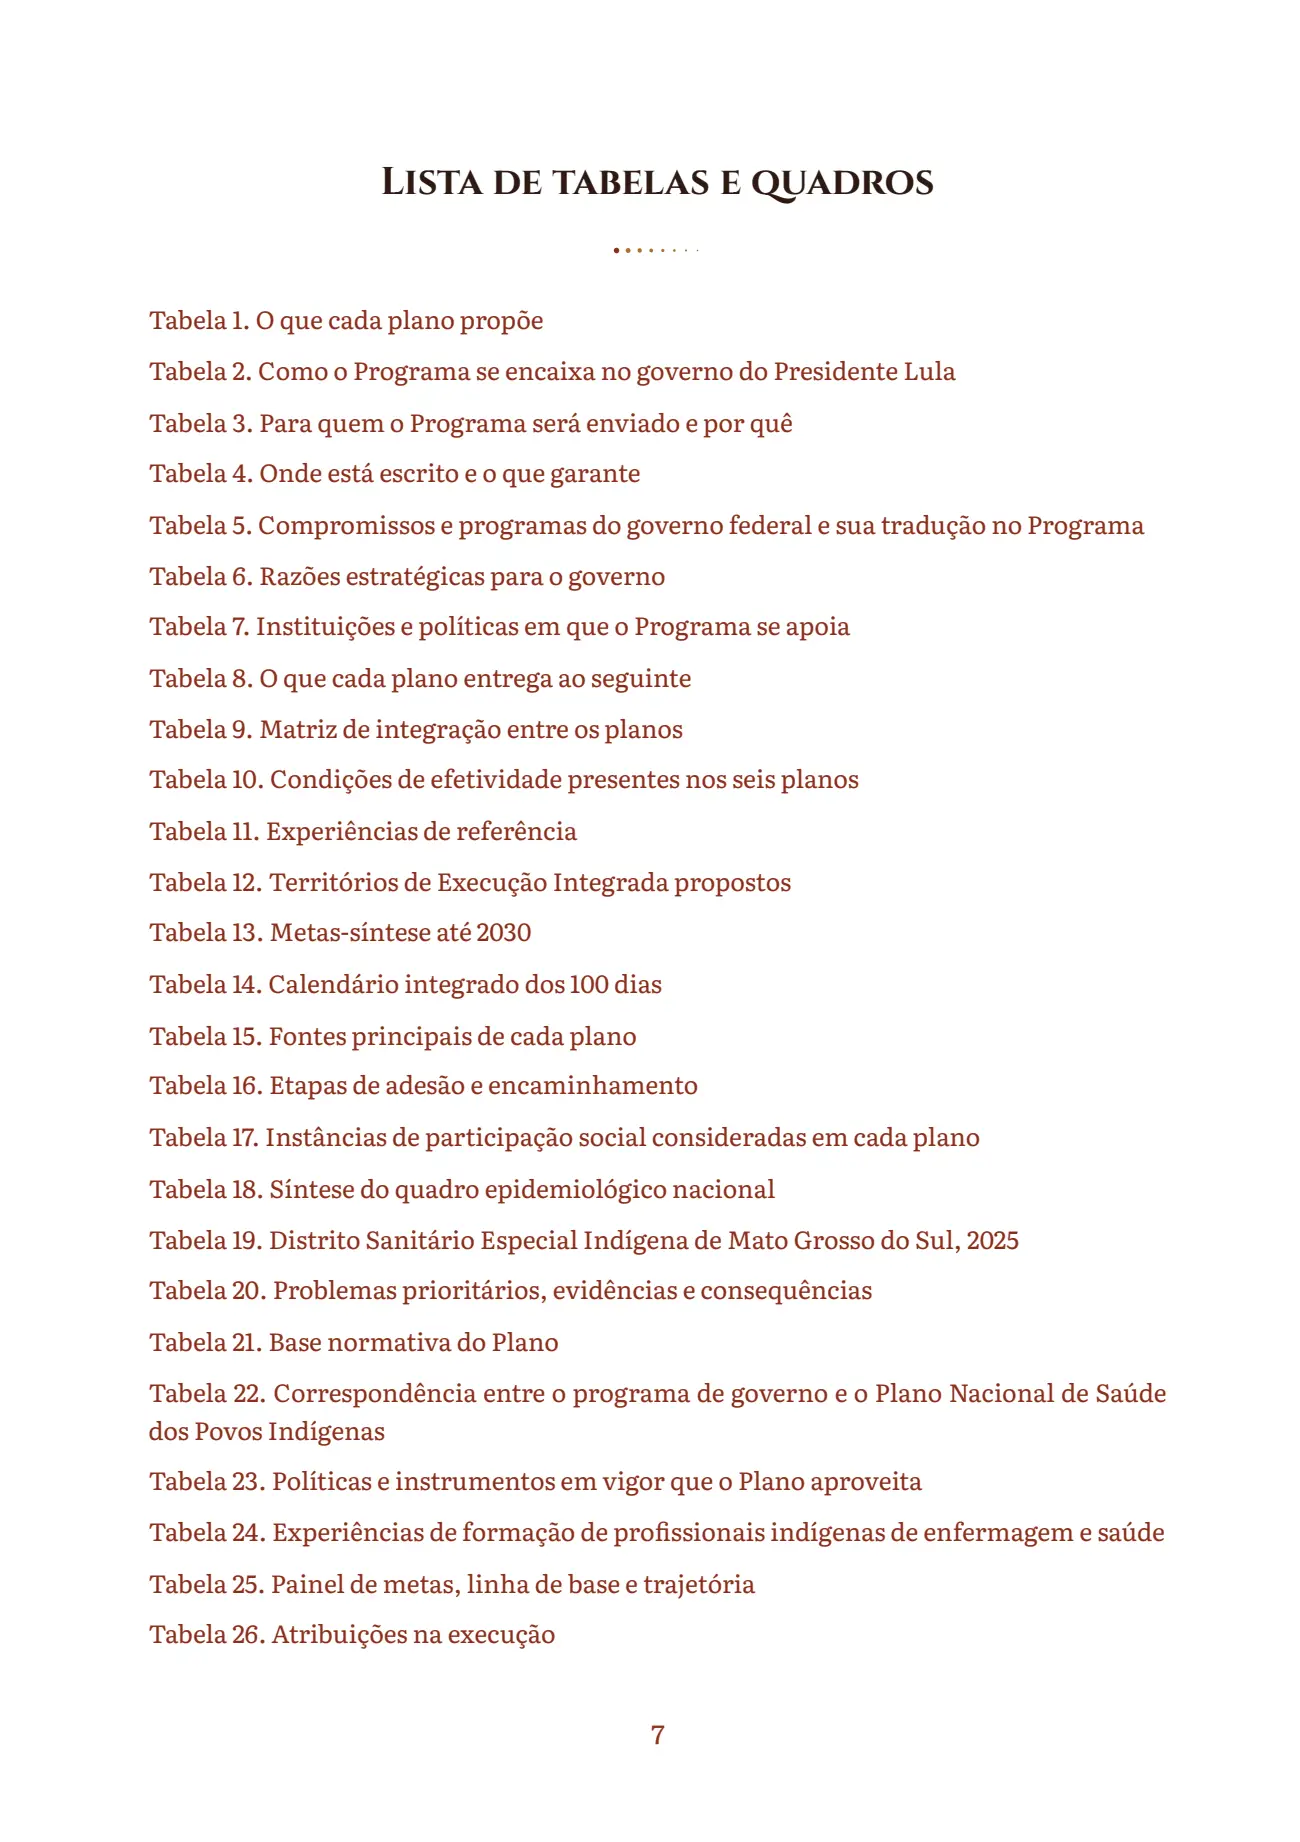 Lista de tabelas e quadros
Tabela 1. O que cada plano propõe
Tabela 2. Como o Programa se encaixa no governo do Presidente Lula
Tabela 3. Para quem o Programa será enviado e por quê
Tabela 4. Onde está escrito e o que garante
Tabela 5. Compromissos e programas do governo federal e sua tradução no Programa
Tabela 6. Razões estratégicas para o governo
Tabela 7. Instituições e políticas em que o Programa se apoia
Tabela 8. O que cada plano entrega ao seguinte
Tabela 9. Matriz de integração entre os planos
Tabela 10. Condições de efetividade presentes nos seis planos
Tabela 11. Experiências de referência
Tabela 12. Territórios de Execução Integrada propostos
Tabela 13. Metas-síntese até 2030
Tabela 14. Calendário integrado dos 100 dias
Tabela 15. Fontes principais de cada plano
Tabela 16. Etapas de adesão e encaminhamento
Tabela 17. Instâncias de participação social consideradas em cada plano
Tabela 18. Síntese do quadro epidemiológico nacional
Tabela 19. Distrito Sanitário Especial Indígena de Mato Grosso do Sul, 2025
Tabela 20. Problemas prioritários, evidências e consequências
Tabela 21. Base normativa do Plano
Tabela 22. Correspondência entre o programa de governo e o Plano Nacional de Saúde
dos Povos Indígenas
Tabela 23. Políticas e instrumentos em vigor que o Plano aproveita
Tabela 24. Experiências de formação de profissionais indígenas de enfermagem e saúde
Tabela 25. Painel de metas, linha de base e trajetória
Tabela 26. Atribuições na execução
7